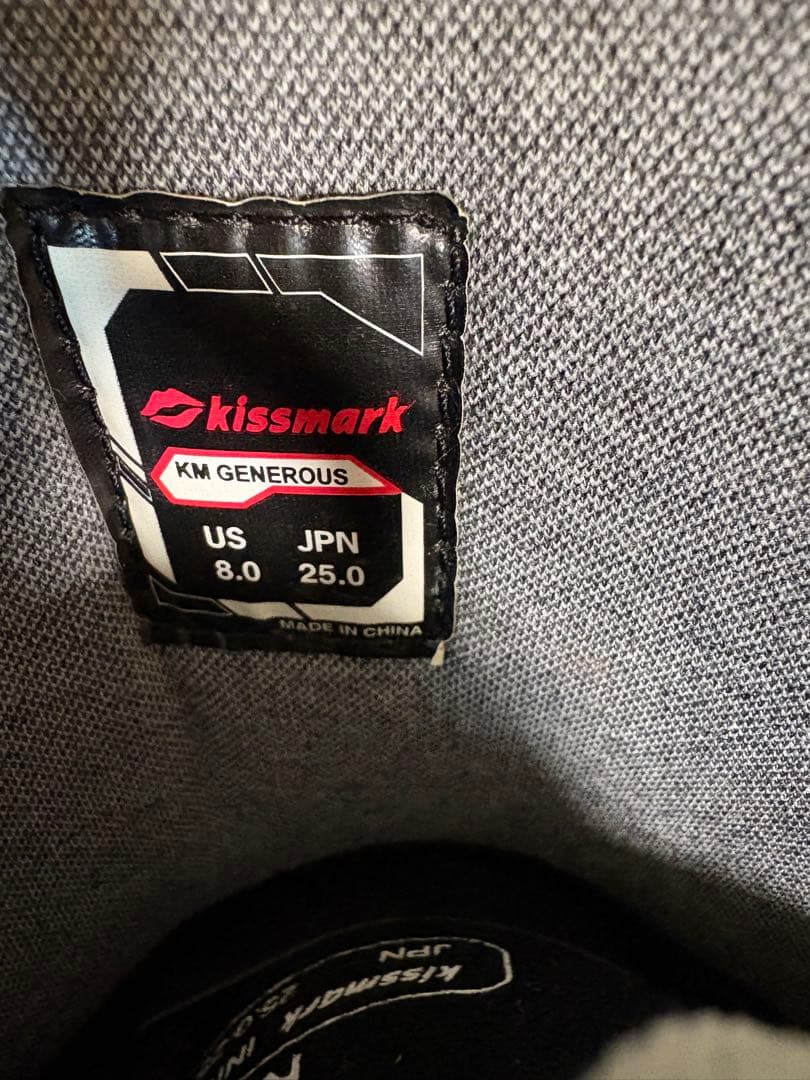 kissmark
KM GENEROUS
US JPN
8.0 25.0
MADE IN CHINA
JPN
kissmark